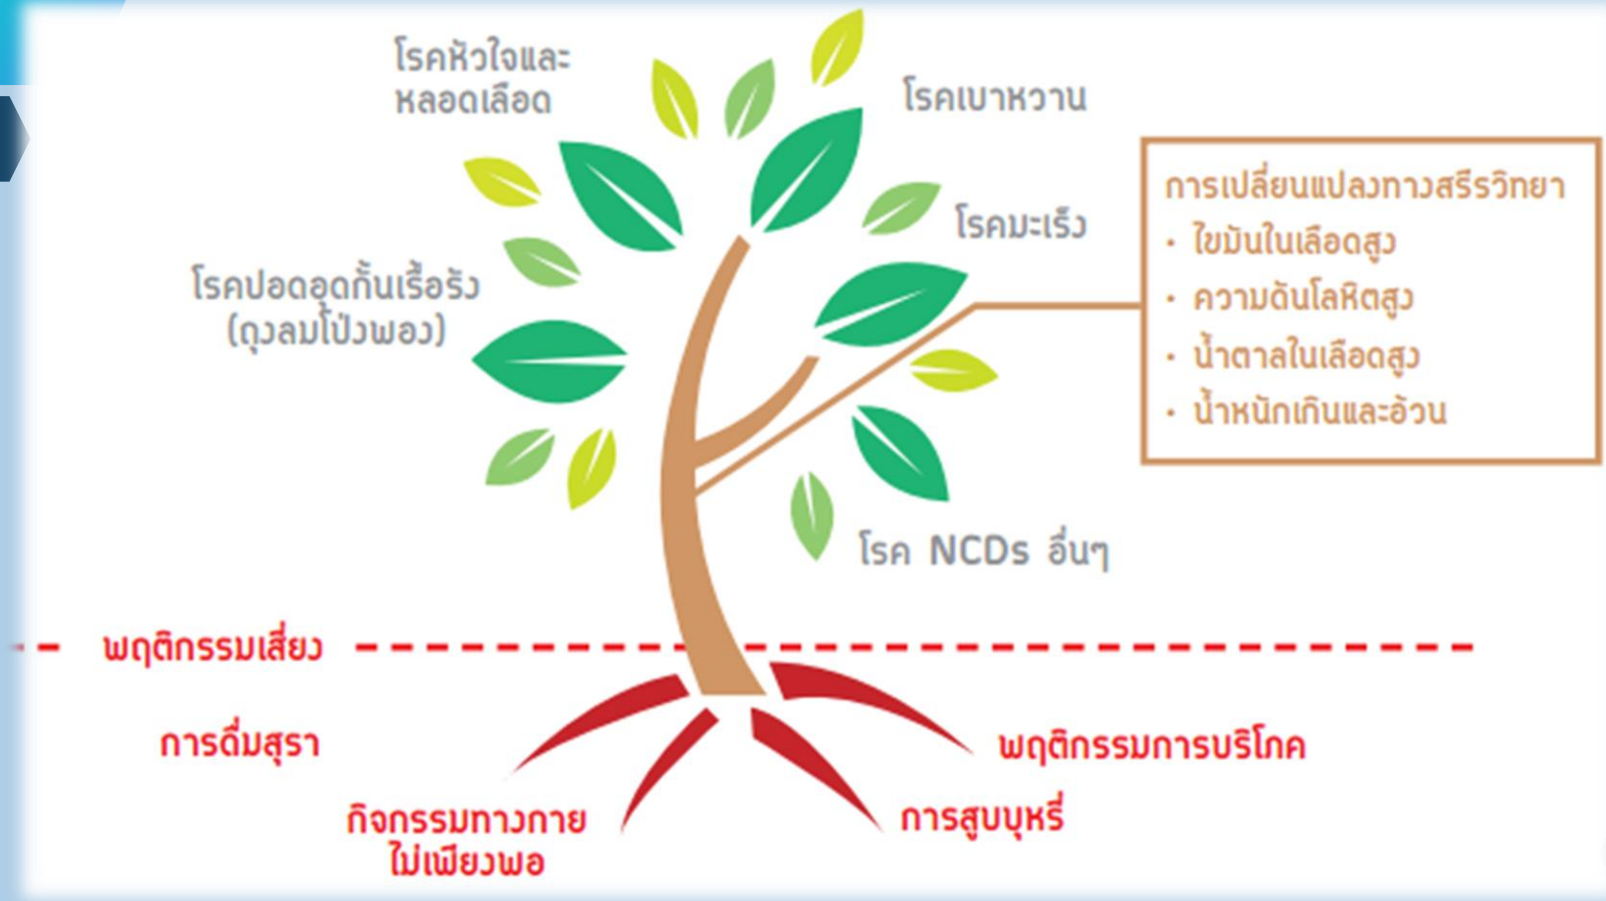 โรคหัวใจและ
หลอดเลือด
โรคเบาหวาน
โรคมะเร็ง
โรคปอดอุดกั้นเรื้อรัง
(ถุงลมโป่งพอง)
โรค NCDs อื่นๆ
การเปลี่ยนแปลงทางสรีรวิทยา
• ไขมันในเลือดสูง
• ความดันโลหิตสูง
• น้ำตาลในเลือดสูง
• น้ำหนักเกินและอ้วน
พฤติกรรมเสี่ยง
การดื่มสุรา
กิจกรรมทางกาย
ไม่เพียงพอ
การสูบบุหรี่
พฤติกรรมการบริโภค